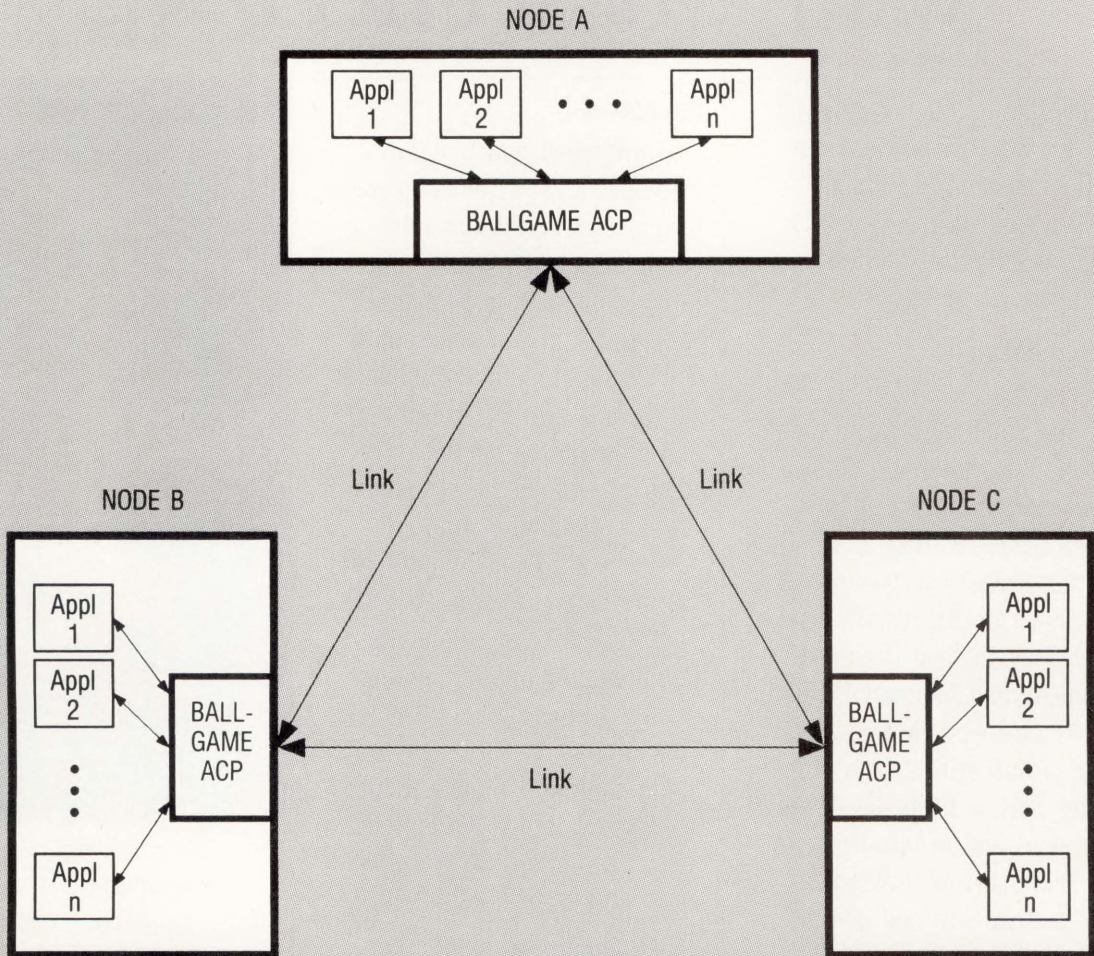 NODE A
Appl
1
Appl
2
• • •
Appl
n
BALLGAME ACP
Link
Link
NODE B
Appl
1
Appl
2
•
•
•
Appl
n
BALL-
GAME
ACP
Link
NODE C
BALL-
GAME
ACP
Appl
1
Appl
2
•
•
•
Appl
n